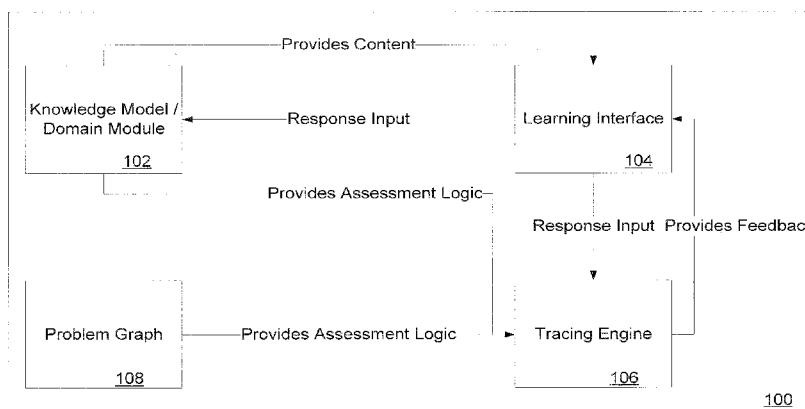 Provides Content
Knowledge Model /
Domain Module
102
Response Input
Learning Interface
104
Provides Assessment Logic
Response Input
Provides Feedbac
Problem Graph
108
Provides Assessment Logic
Tracing Engine
106
100